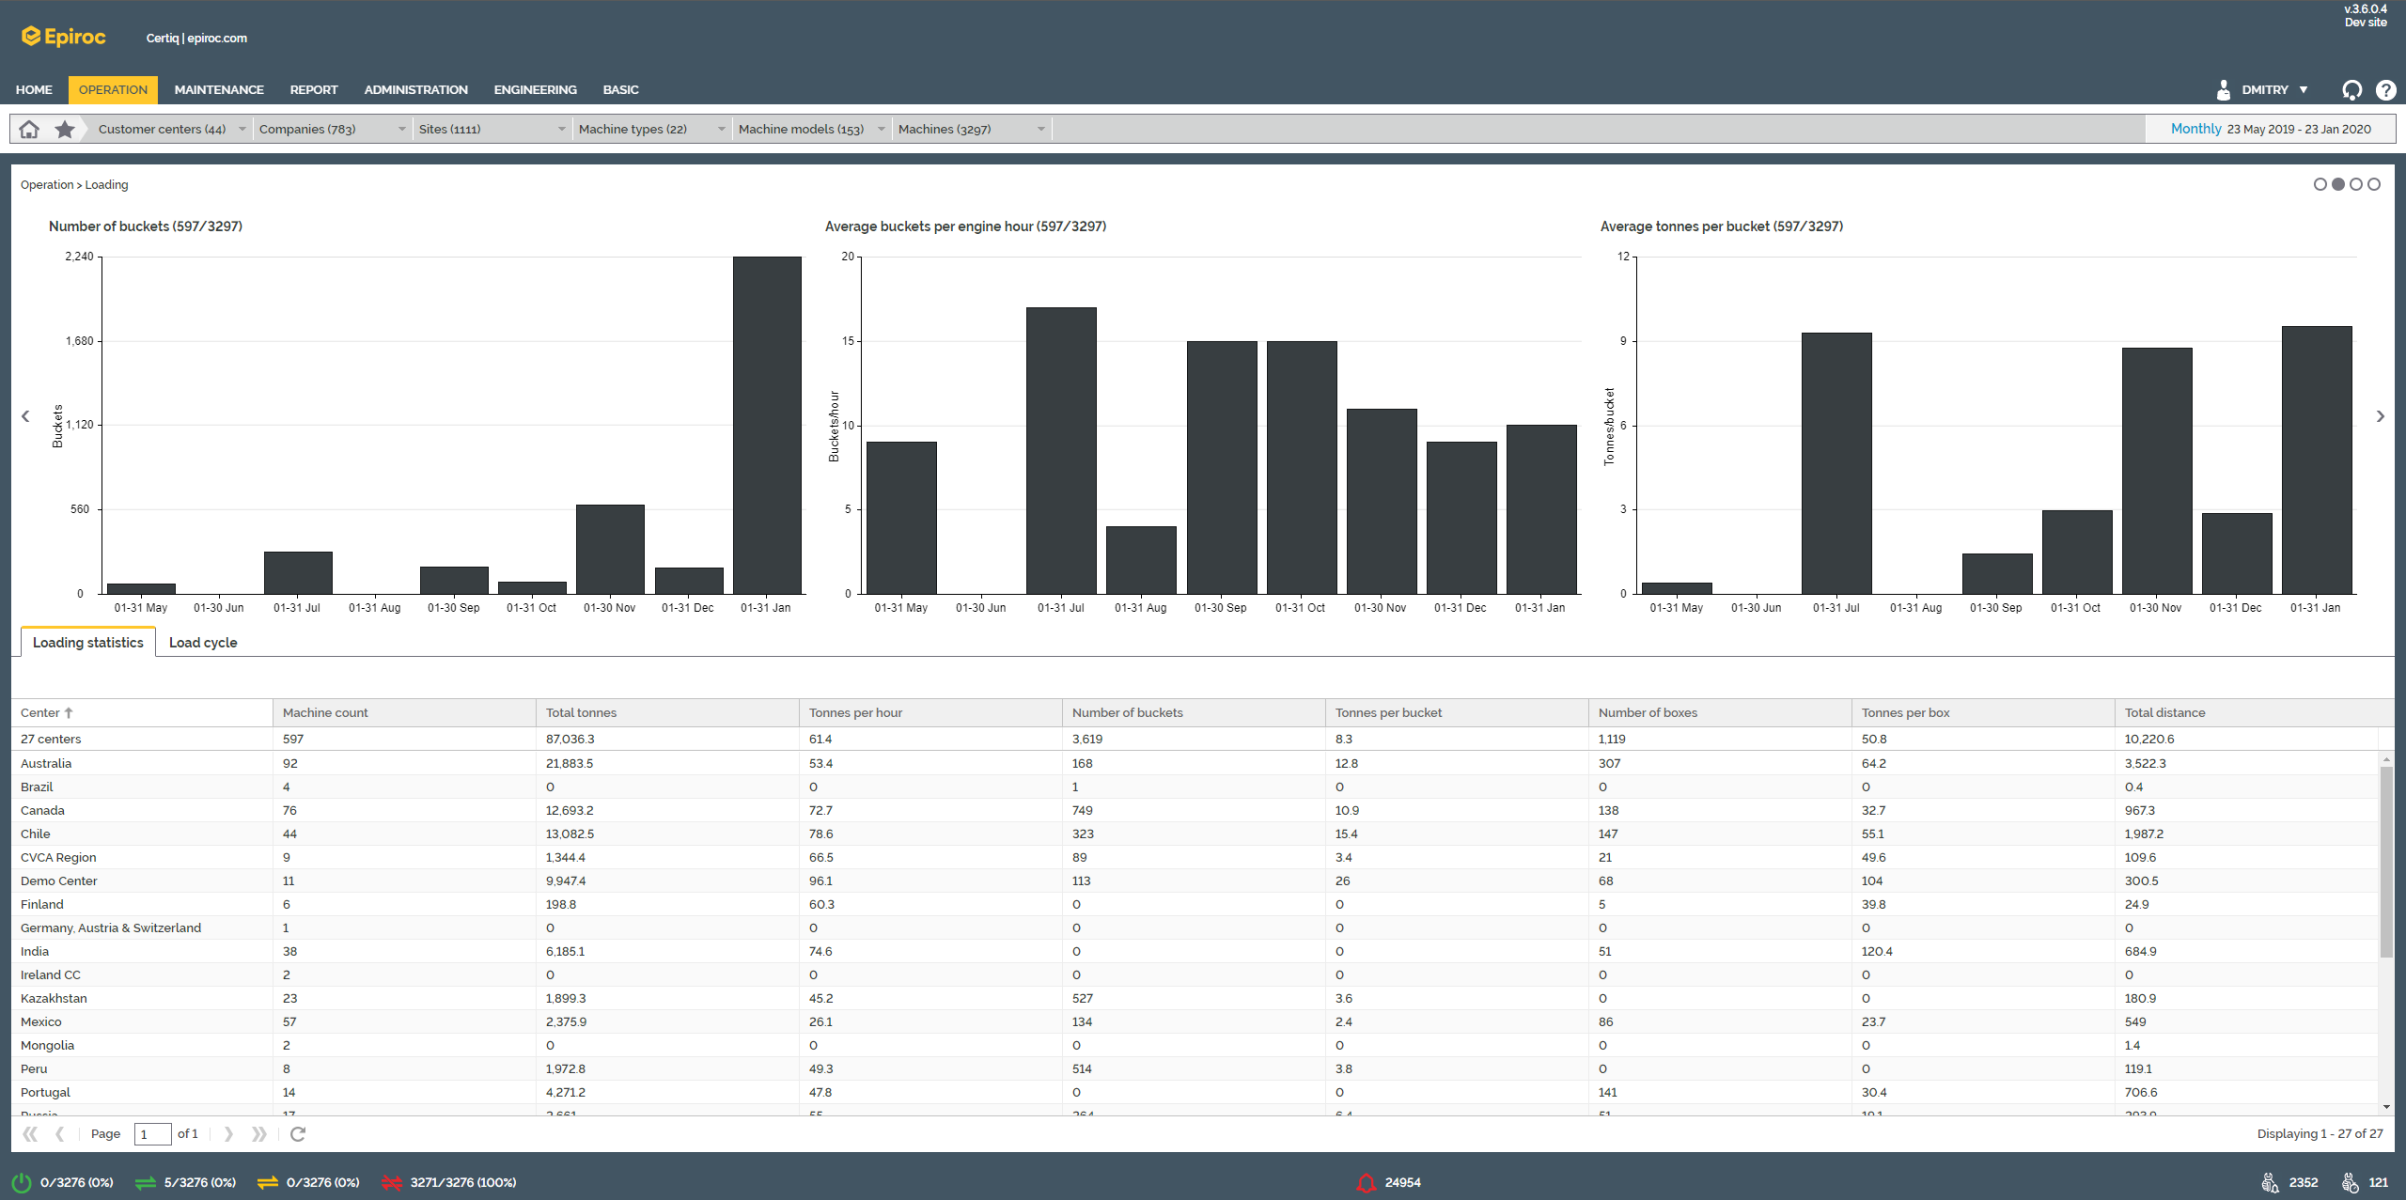 v.3.6.0.4
Dev site
Epiroc
Certiq | epiroc.com
HOME OPERATION MAINTENANCE REPORT ADMINISTRATION ENGINEERING BASIC
DMITRY
Customer centers (44) Companies (783) Sites (1111) Machine types (22) Machine models (153) Machines (3297)
Monthly 23 May 2019 - 23 Jan 2020
Operation > Loading
Number of buckets (597/3297)
2,240
1,680
1,120
560
0
Buckets
01-31 May 01-30 Jun 01-31 Jul 01-31 Aug 01-30 Sep 01-31 Oct 01-30 Nov 01-31 Dec 01-31 Jan
Average buckets per engine hour (597/3297)
20
15
10
5
0
Buckets/hour
01-31 May 01-30 Jun 01-31 Jul 01-31 Aug 01-30 Sep 01-31 Oct 01-30 Nov 01-31 Dec 01-31 Jan
Average tonnes per bucket (597/3297)
12
9
6
3
0
Tonnes/bucket
01-31 May 01-30 Jun 01-31 Jul 01-31 Aug 01-30 Sep 01-31 Oct 01-30 Nov 01-31 Dec 01-31 Jan
Loading statistics Load cycle
Center Machine count Total tonnes Tonnes per hour Number of buckets Tonnes per bucket Number of boxes Tonnes per box Total distance
27 centers 597 87,036.3 61.4 3,619 8.3 1,119 50.8 10,220.6
Australia 92 21,883.5 53.4 168 12.8 307 64.2 3,522.3
Brazil 4 0 0 1 0 0 0 0.4
Canada 76 12,693.2 72.7 749 10.9 138 32.7 967.3
Chile 44 13,082.5 78.6 323 15.4 147 55.1 1,987.2
CVCA Region 9 1,344.4 66.5 89 3.4 21 49.6 109.6
Demo Center 11 9,947.4 96.1 113 26 68 104 300.5
Finland 6 198.8 60.3 0 0 5 39.8 24.9
Germany, Austria & Switzerland 1 0 0 0 0 0 0 0
India 38 6,185.1 74.6 0 0 51 120.4 684.9
Ireland CC 2 0 0 0 0 0 0 0
Kazakhstan 23 1,899.3 45.2 527 3.6 0 0 180.9
Mexico 57 2,375.9 26.1 134 2.4 86 23.7 549
Mongolia 2 0 0 0 0 0 0 1.4
Peru 8 1,972.8 49.3 514 3.8 0 0 119.1
Portugal 14 4,271.2 47.8 0 0 141 30.4 706.6
Russia 17 2,661 55 264 6.4 51
Page 1 of 1
Displaying 1 - 27 of 27
0/3276 (0%) 5/3276 (0%) 0/3276 (0%) 3271/3276 (100%) 24954 2352 121